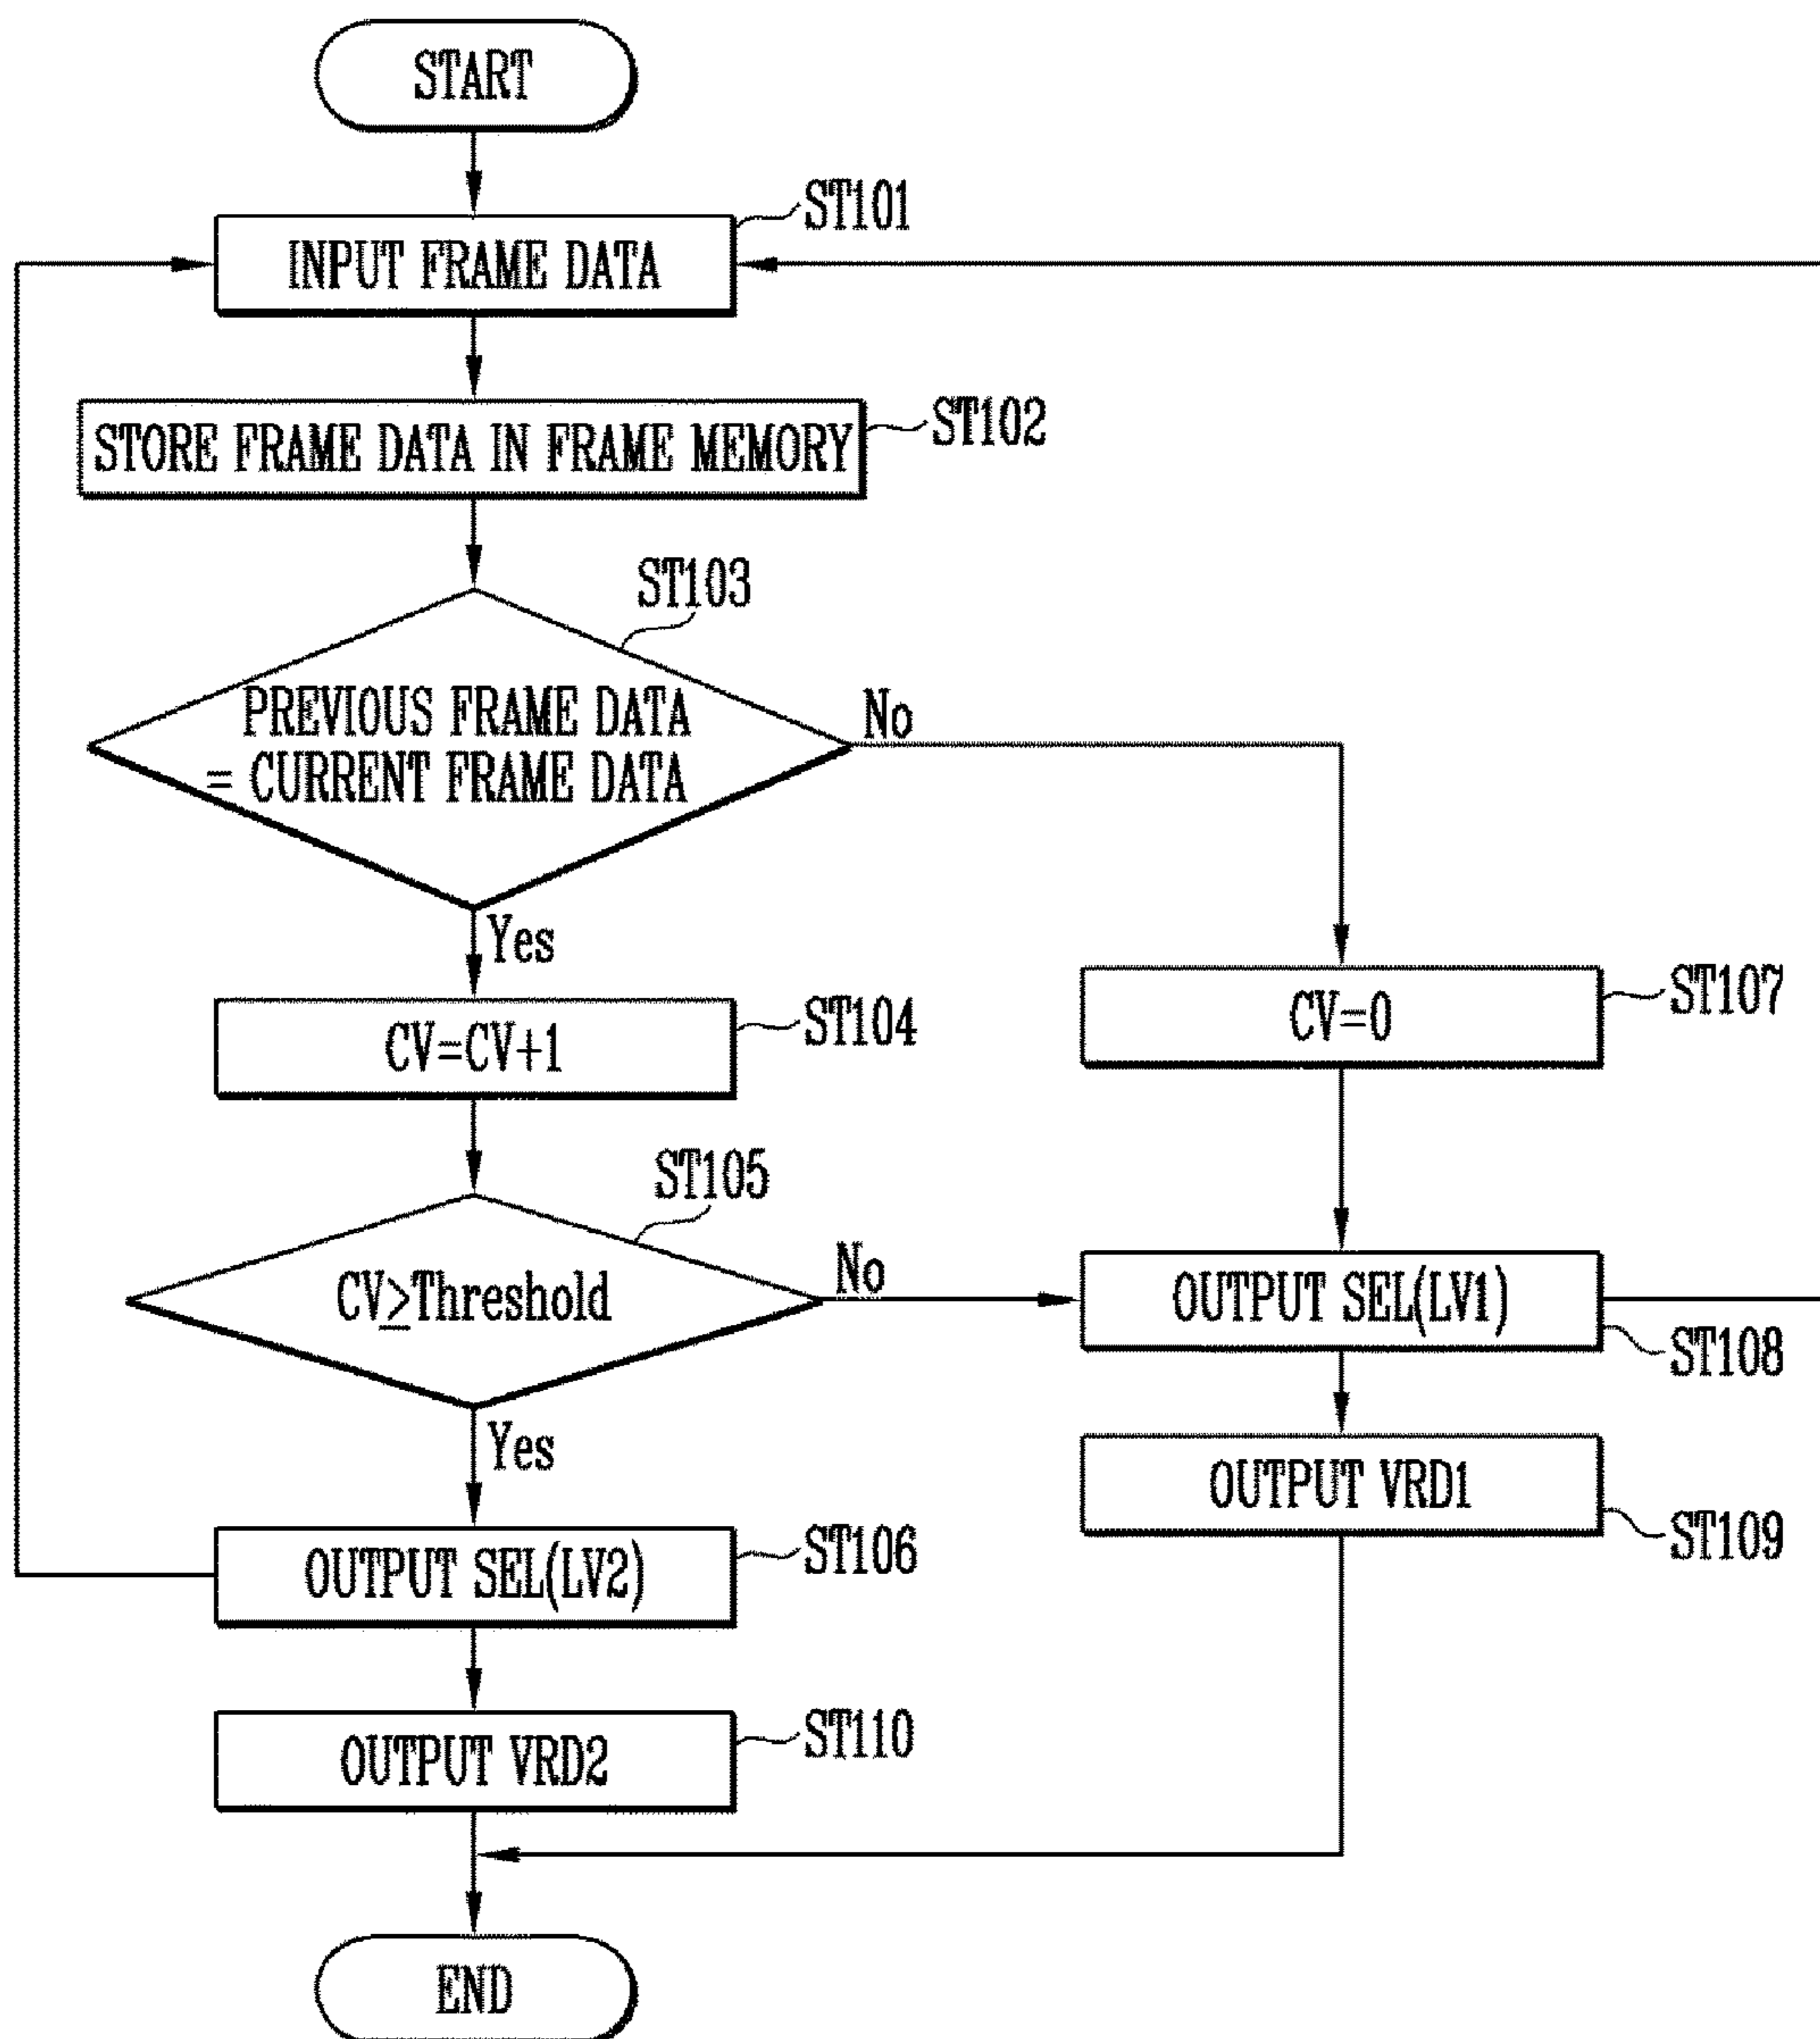 START
ST101
INPUT FRAME DATA
ST102
STORE FRAME DATA IN FRAME MEMORY
ST103
PREVIOUS FRAME DATA
= CURRENT FRAME DATA
No
Yes
ST104
CV=CV+1
ST107
CV=0
ST105
CV≥Threshold
No
Yes
OUTPUT SEL(LV1)
ST108
OUTPUT VRD1
ST109
ST106
OUTPUT SEL(LV2)
ST110
OUTPUT VRD2
END